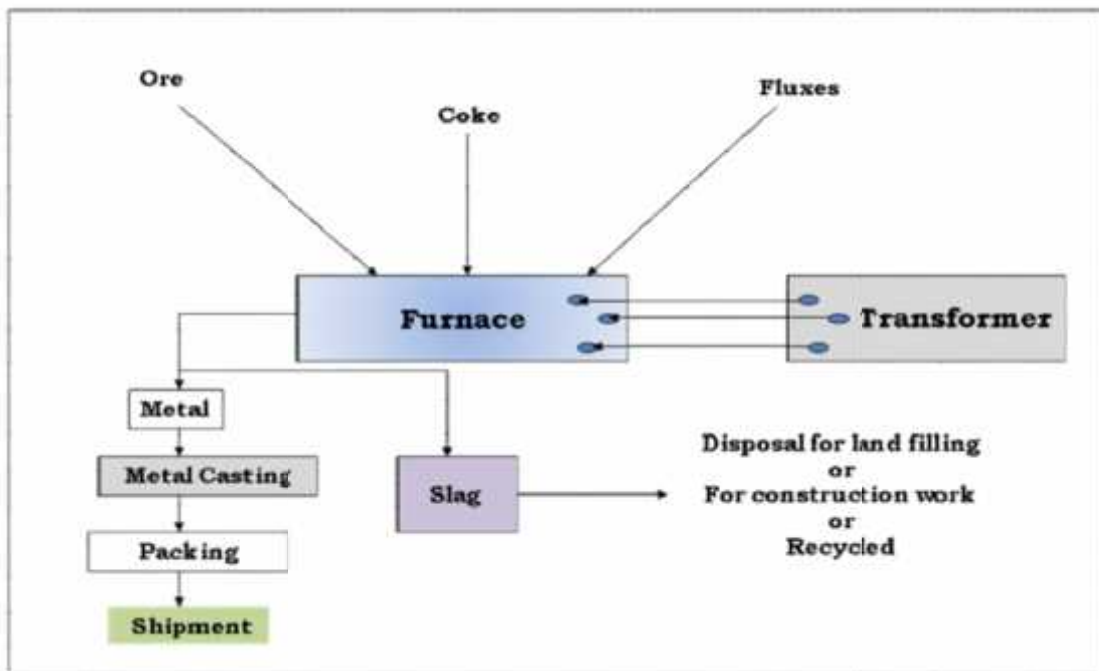 Ore
Coke
Fluxes
Furnace
Transformer
Metal
Metal Casting
Packing
Shipment
Slag
Disposal for land filling
or
For construction work
or
Recycled